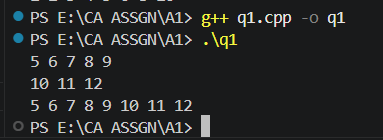 PS E:\CA ASSGN\A1> g++ q1.cpp -o q1
PS E:\CA ASSGN\A1> .\q1
5 6 7 8 9
10 11 12
5 6 7 8 9 10 11 12
PS E:\CA ASSGN\A1>